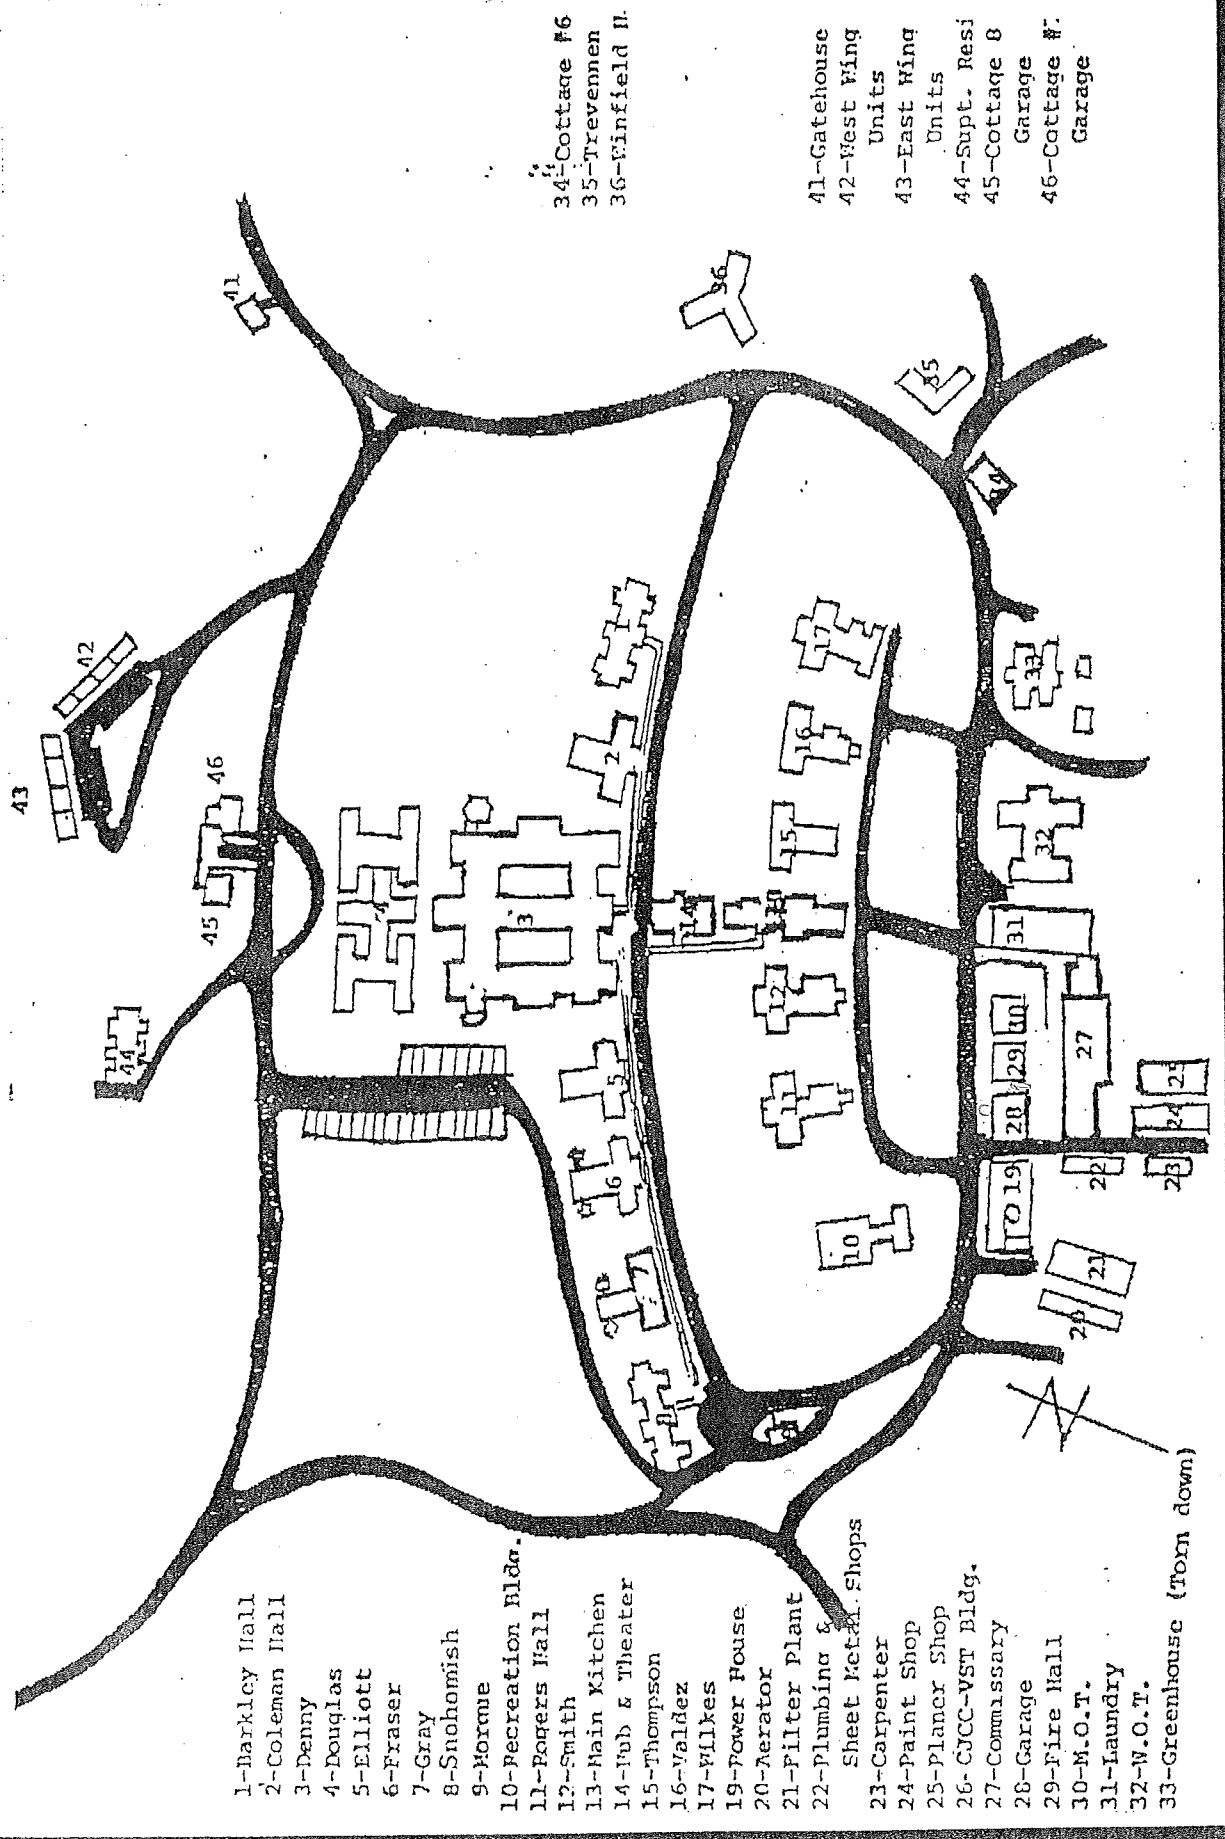 1-Barkley Hall
2-Coleman Hall
3-Denny
4-Douglas
5-Elliott
6-Fraser
7-Gray
8-Snohomish
9-Morgue
10-Recreation Bldg.
11-Rogers Hall
12-Smith
13-Main Kitchen
14-Pub & Theater
15-Thompson
16-Valdez
17-Wilkes
19-Power House
20-Aerator
21-Filter Plant
22-Plumbing &
Sheet Metal Shops
23-Carpenter
24-Paint Shop
25-Planer Shop
26-CJCC-VST Bldg.
27-Commissary
28-Garage
29-Fire Hall
30-M.O.T.
31-Laundry
32-W.O.T.
33-Greenhouse (Torn down)
34-Cottage #6
35-Trevennen
36-Winfield
41-Gatehouse
42-West Wing
Units
43-East Wing
Units
44-Supt. Resi
45-Cottage 8
Garage
46-Cottage
Garage
43
42
41
46
45
44
4
3
1
2
5
6
7
8
9
36
35
34
17
16
15
14
13
12
11
10
33
32
31
30
29
28
27
25
24
23
22
19
21
20
N